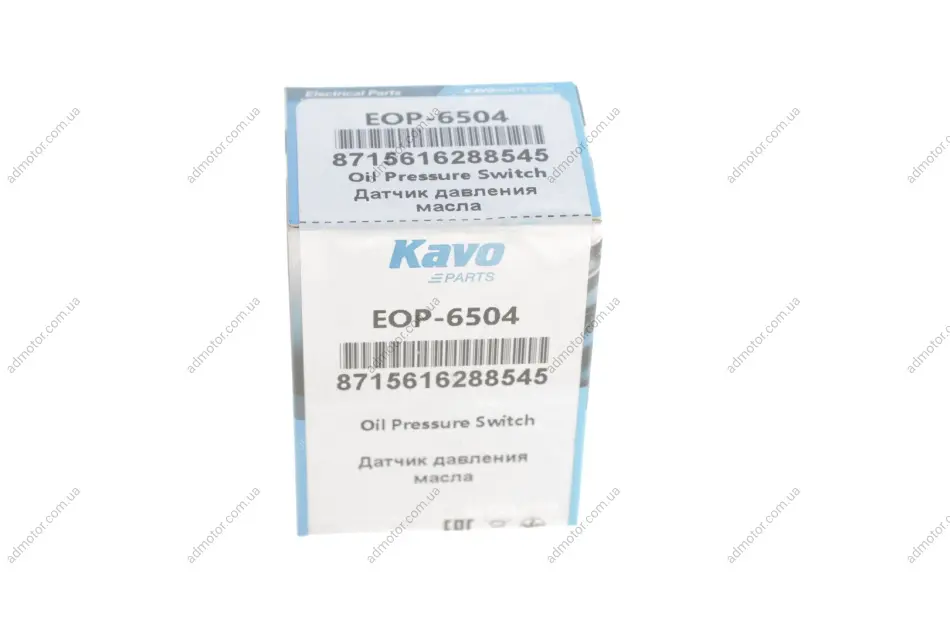 Electrical Parts
EOP-6504
8715616288545
Oil Pressure Switch
Датчик давления
масла
Kavo
PARTS
EOP-6504
8715616288545
Oil Pressure Switch
Датчик давления
масла
EAC
admotor.com.ua